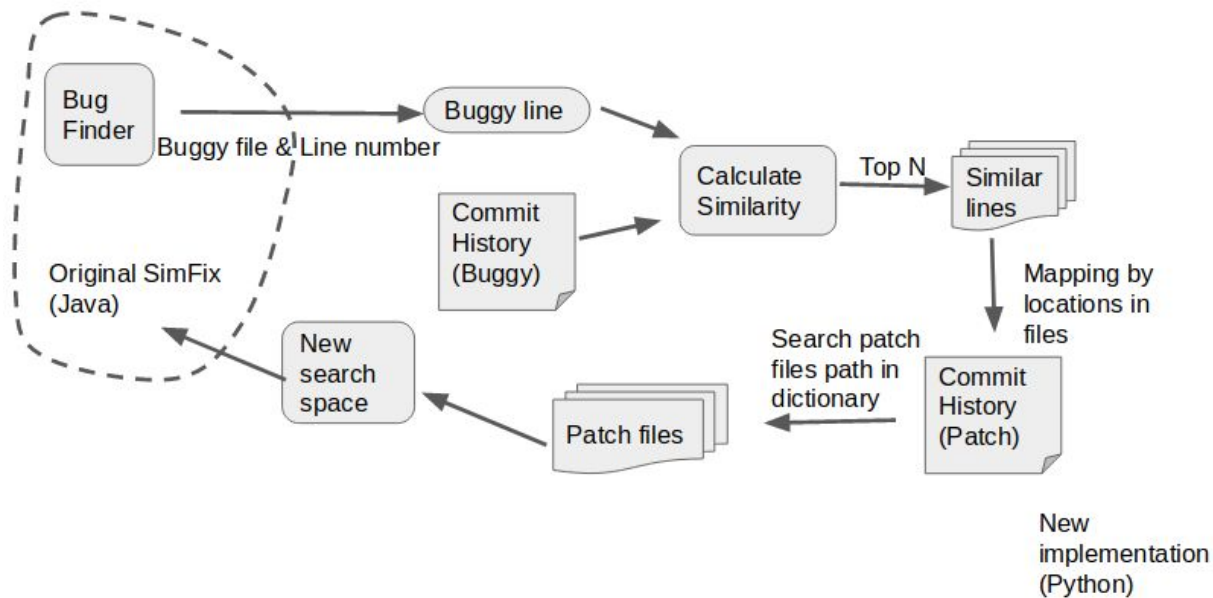 Bug
Finder
Buggy file & Line number
Buggy line
Commit
History
(Buggy)
Calculate
Similarity
Top N
Similar
lines
Mapping by
locations in
files
Commit
History
(Patch)
Search patch
files path in
dictionary
Patch files
New
search
space
Original SimFix
(Java)
New
implementation
(Python)